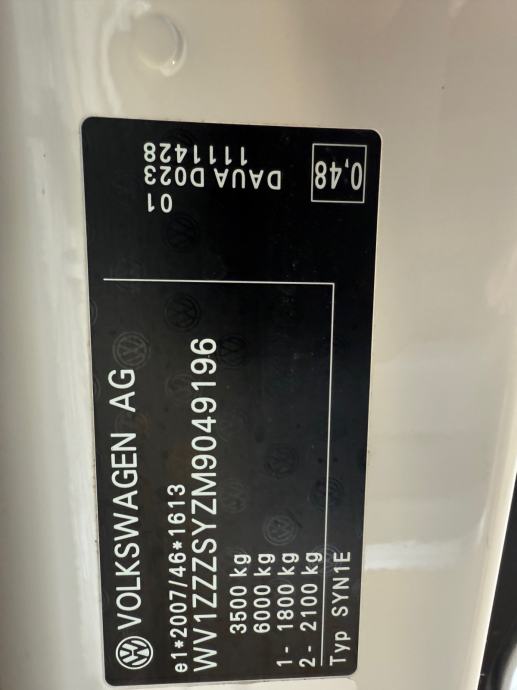 VOLKSWAGEN AG
e1*2007/46*1613
WV1ZZZSYZM9049196
3500 kg
6000 kg
1- 1800 kg
2- 2100 kg
Typ SYN1E
01
DAUA D023
1111428
0,48